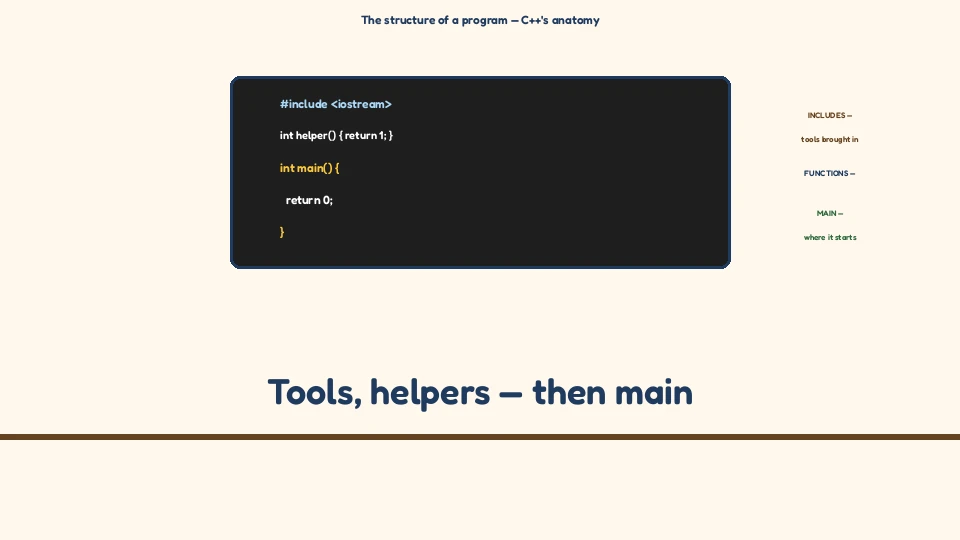 The structure of a program — C++'s anatomy
#include <iostream>
int helper() { return 1; }
int main() {
return 0;
}
INCLUDES —
tools brought in
FUNCTIONS —
MAIN —
where it starts
Tools, helpers — then main